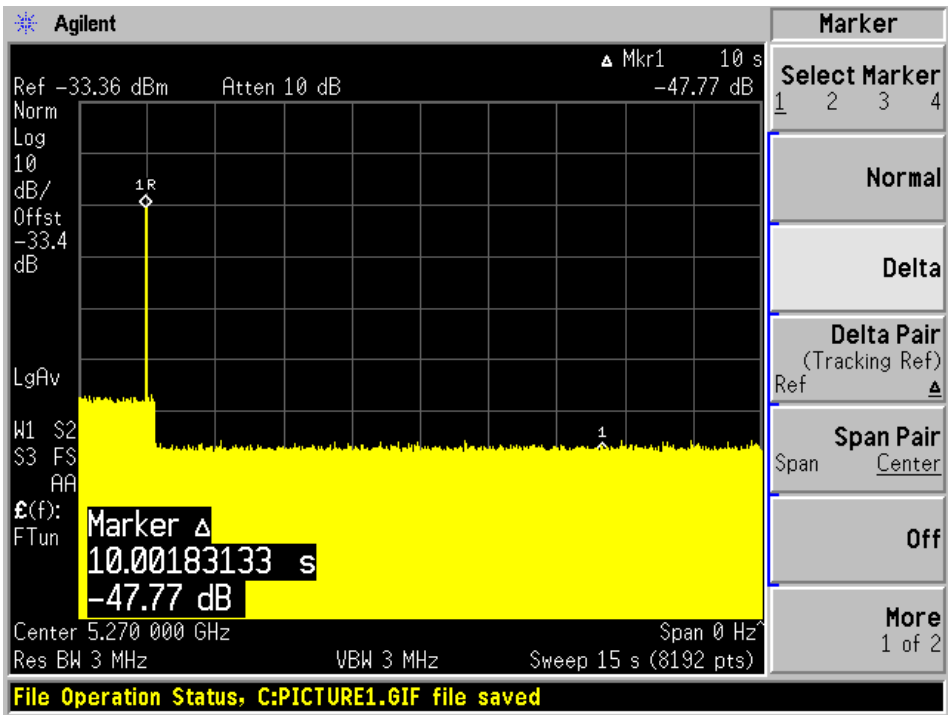 Agilent
Marker
Δ Mkr1 10 s
Ref -33.36 dBm Atten 10 dB -47.77 dB
Norm
Log
10
dB/
Offst
-33.4
dB
LgAv
W1 S2
S3 FS
AA
£(f):
FTun
1R
1
Marker Δ
10.00183133 s
-47.77 dB
Center 5.270 000 GHz Span 0 Hz^
Res BW 3 MHz VBW 3 MHz Sweep 15 s (8192 pts)
Select Marker
1 2 3 4
Normal
Delta
Delta Pair
(Tracking Ref)
Ref Δ
Span Pair
Span Center
Off
More
1 of 2
File Operation Status, C:PICTURE1.GIF file saved